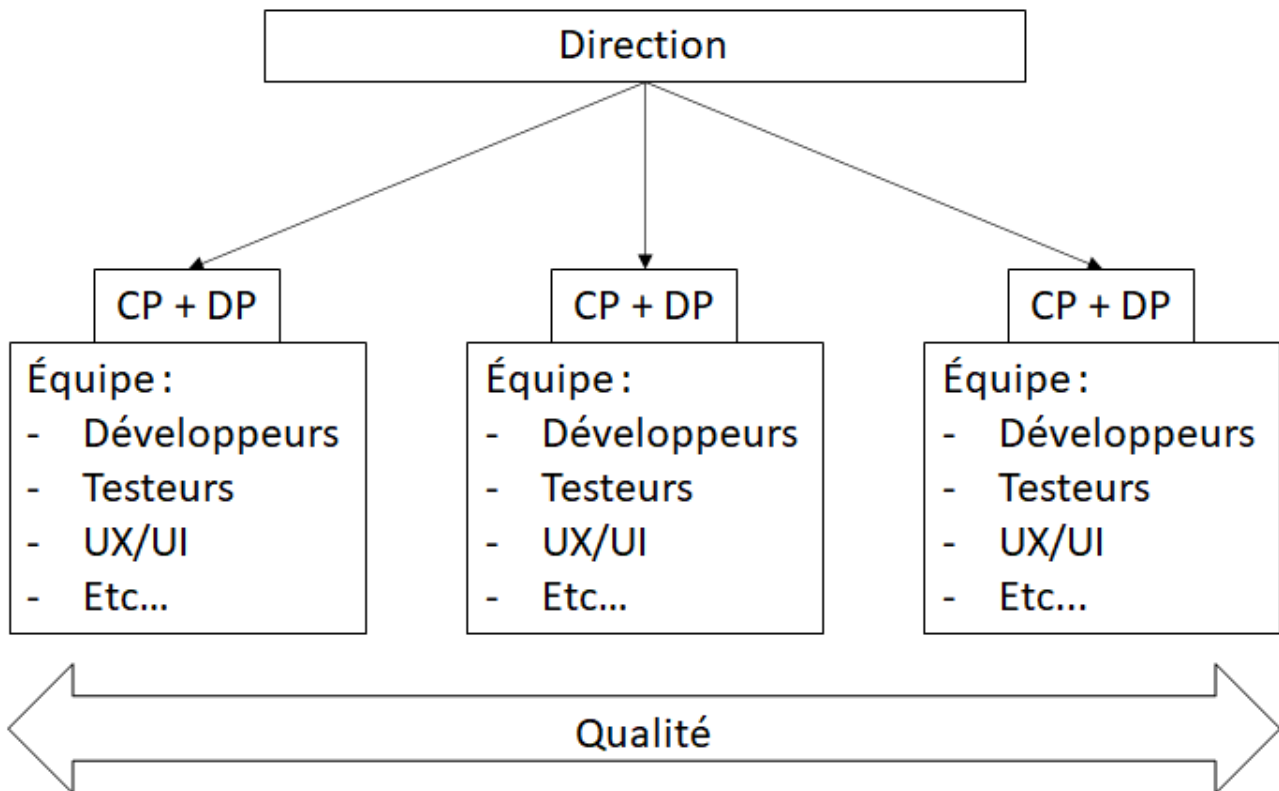 Direction
CP + DP
CP + DP
CP + DP
Équipe :
- Développeurs
- Testeurs
- UX/UI
- Etc...
Équipe :
- Développeurs
- Testeurs
- UX/UI
- Etc...
Équipe :
- Développeurs
- Testeurs
- UX/UI
- Etc...
Qualité